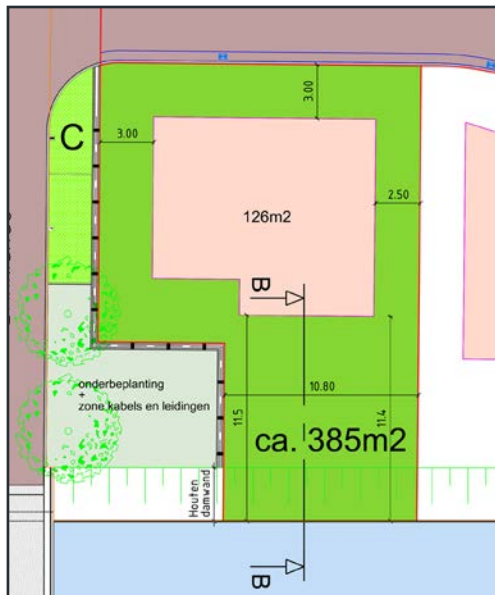 C
3.00
3.00
2.50
126m2
B
onderbeplanting
+
zone kabels en leidingen
10.80
11.5
11.4
ca. 385m2
Houten
damwand
B